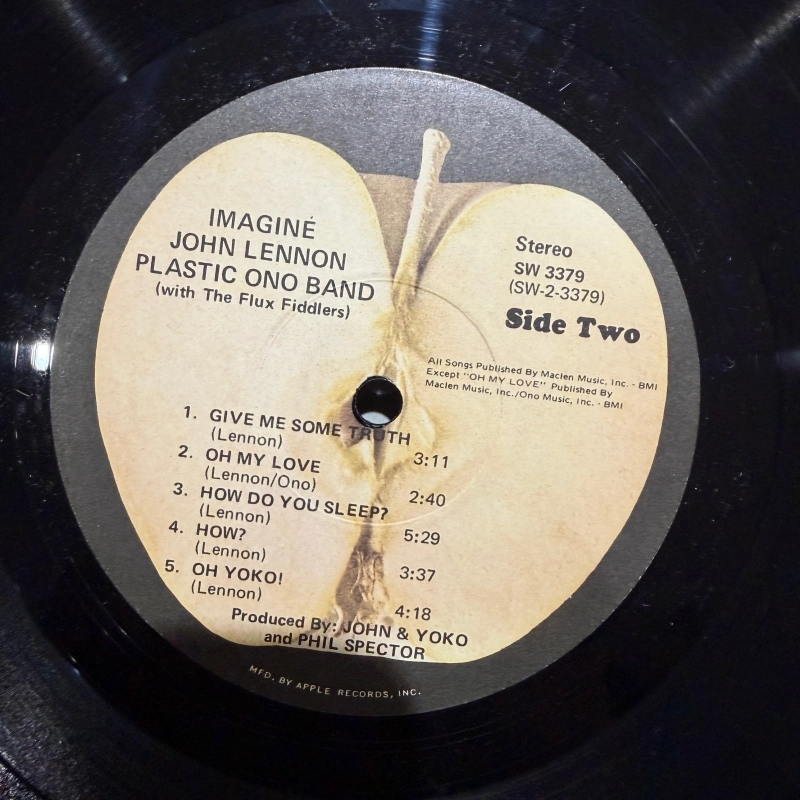 IMAGINE
JOHN LENNON
PLASTIC ONO BAND
(with The Flux Fiddlers)
Stereo
SW 3379
(SW-2-3379)
Side Two
All Songs Published By Maclen Music, Inc. - BMI
Except "OH MY LOVE" Published By
Maclen Music, Inc./Ono Music, Inc. - BMI
1. GIVE ME SOME TRUTH
(Lennon) 3:11
2. OH MY LOVE
(Lennon/Ono) 2:40
3. HOW DO YOU SLEEP?
(Lennon) 5:29
4. HOW?
(Lennon) 3:37
5. OH YOKO!
(Lennon) 4:18
Produced By: JOHN & YOKO
and PHIL SPECTOR
MFD. BY APPLE RECORDS, INC.